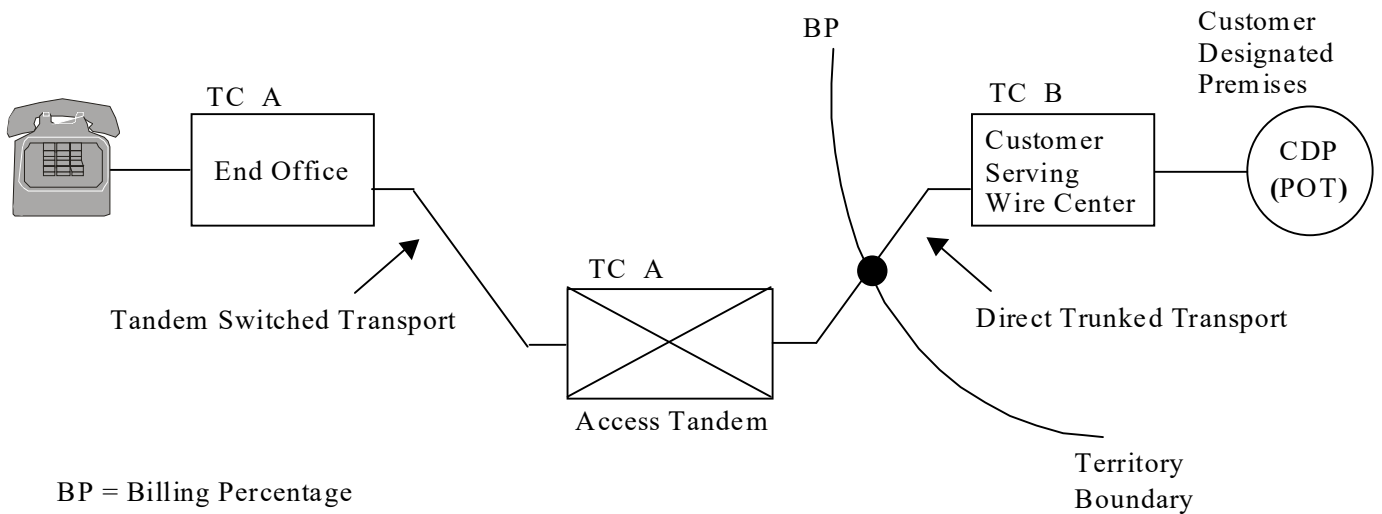 BP
Customer
Designated
Premises
TC A
TC B
End Office
Customer
Serving
Wire Center
CDP
(POT)
TC A
Tandem Switched Transport
Direct Trunked Transport
Access Tandem
Territory
Boundary
BP = Billing Percentage